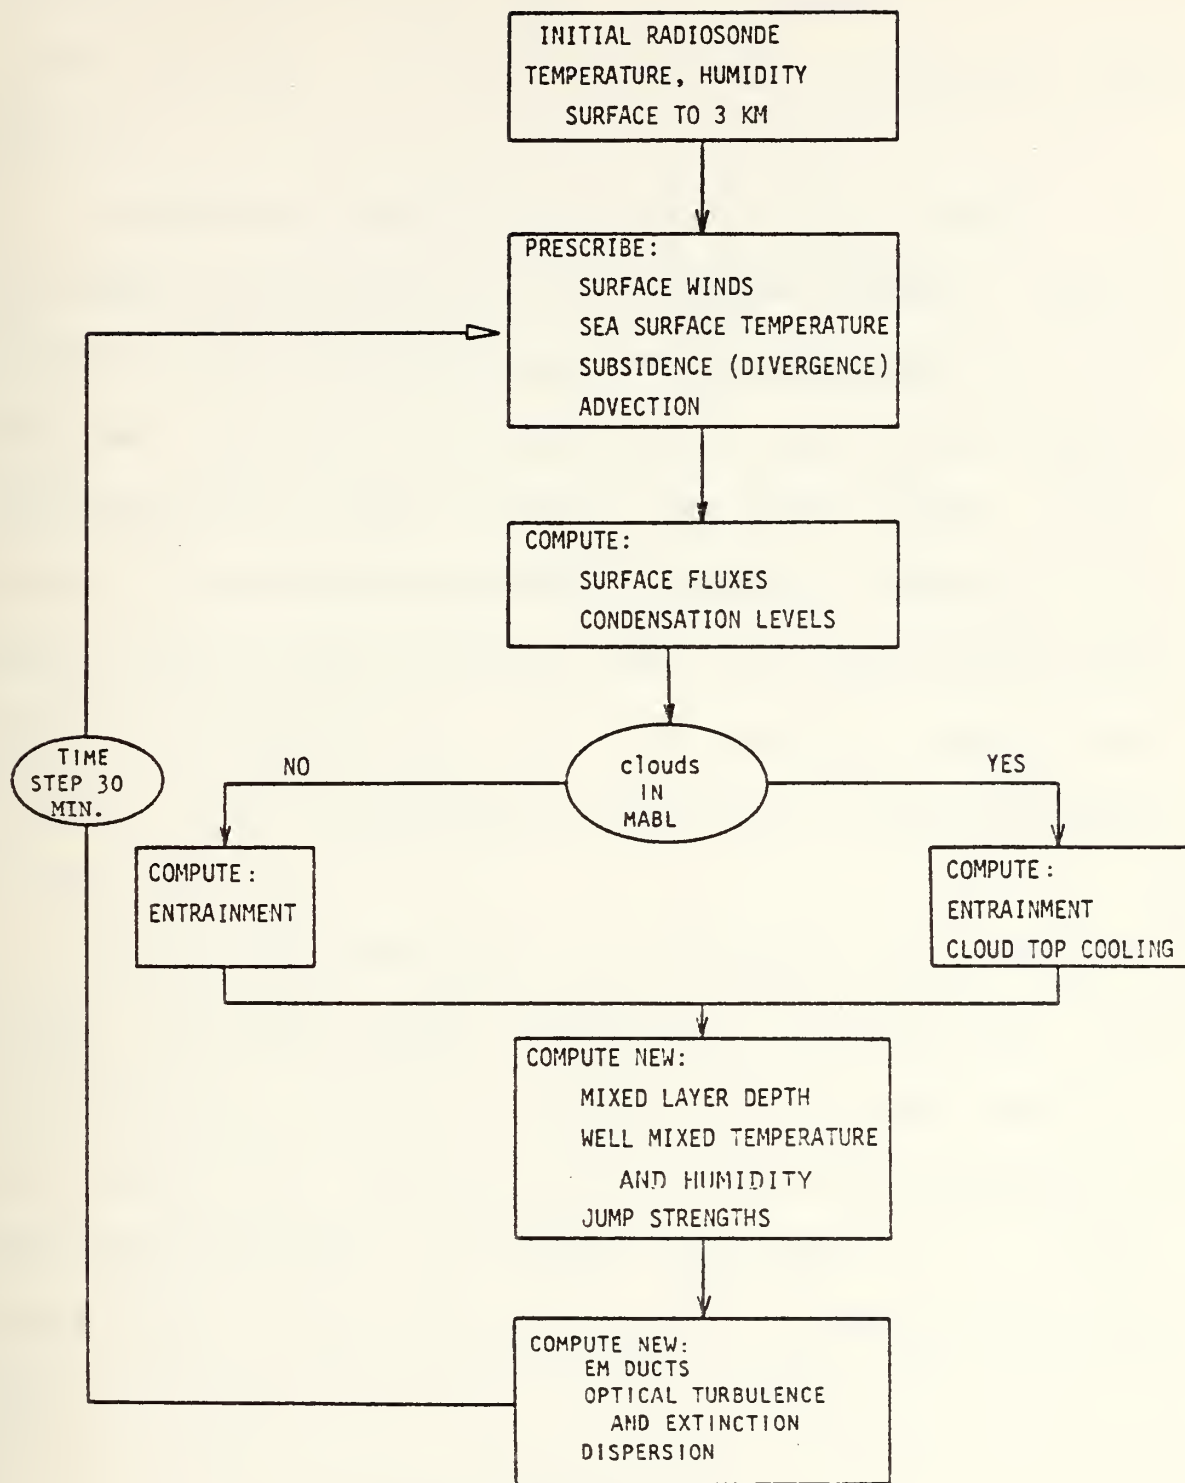 INITIAL RADIOSONDE
TEMPERATURE, HUMIDITY
SURFACE TO 3 KM
PRESCRIBE:
SURFACE WINDS
SEA SURFACE TEMPERATURE
SUBSIDENCE (DIVERGENCE)
ADVECTION
COMPUTE:
SURFACE FLUXES
CONDENSATION LEVELS
clouds
IN
MABL
NO
YES
TIME
STEP 30
MIN.
COMPUTE:
ENTRAINMENT
COMPUTE:
ENTRAINMENT
CLOUD TOP COOLING
COMPUTE NEW:
MIXED LAYER DEPTH
WELL MIXED TEMPERATURE
AND HUMIDITY
JUMP STRENGTHS
COMPUTE NEW:
EM DUCTS
OPTICAL TURBULENCE
AND EXTINCTION
DISPERSION